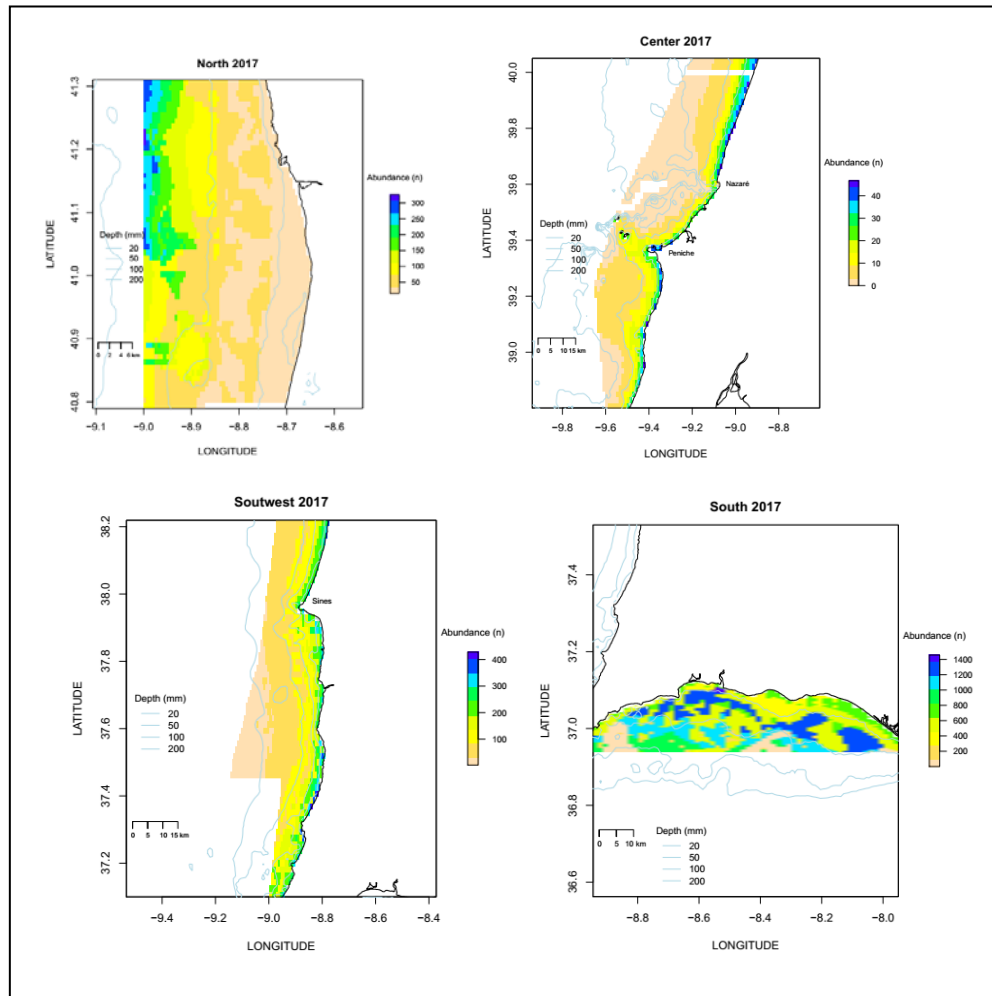 North 2017
LATITUDE
41.3
41.2
41.1
41.0
40.9
40.8
Depth (mm)
20
50
100
200
0 2 4 6 km
−9.1 −9.0 −8.9 −8.8 −8.7 −8.6
LONGITUDE
Abundance (n)
300
250
200
150
100
50
Center 2017
LATITUDE
40.0
39.8
39.6
39.4
39.2
39.0
Nazaré
Peniche
Depth (mm)
20
50
100
200
0 5 10 15 km
−9.8 −9.6 −9.4 −9.2 −9.0 −8.8
LONGITUDE
Abundance (n)
40
30
20
10
0
Soutwest 2017
LATITUDE
38.2
38.0
37.8
37.6
37.4
37.2
Sines
Depth (mm)
20
50
100
200
0 5 10 15 km
−9.4 −9.2 −9.0 −8.8 −8.6 −8.4
LONGITUDE
Abundance (n)
400
300
200
100
South 2017
LATITUDE
37.4
37.2
37.0
36.8
36.6
0 5 10 km
Depth (mm)
20
50
100
200
−8.8 −8.6 −8.4 −8.2 −8.0
LONGITUDE
Abundance (n)
1400
1200
1000
800
600
400
200